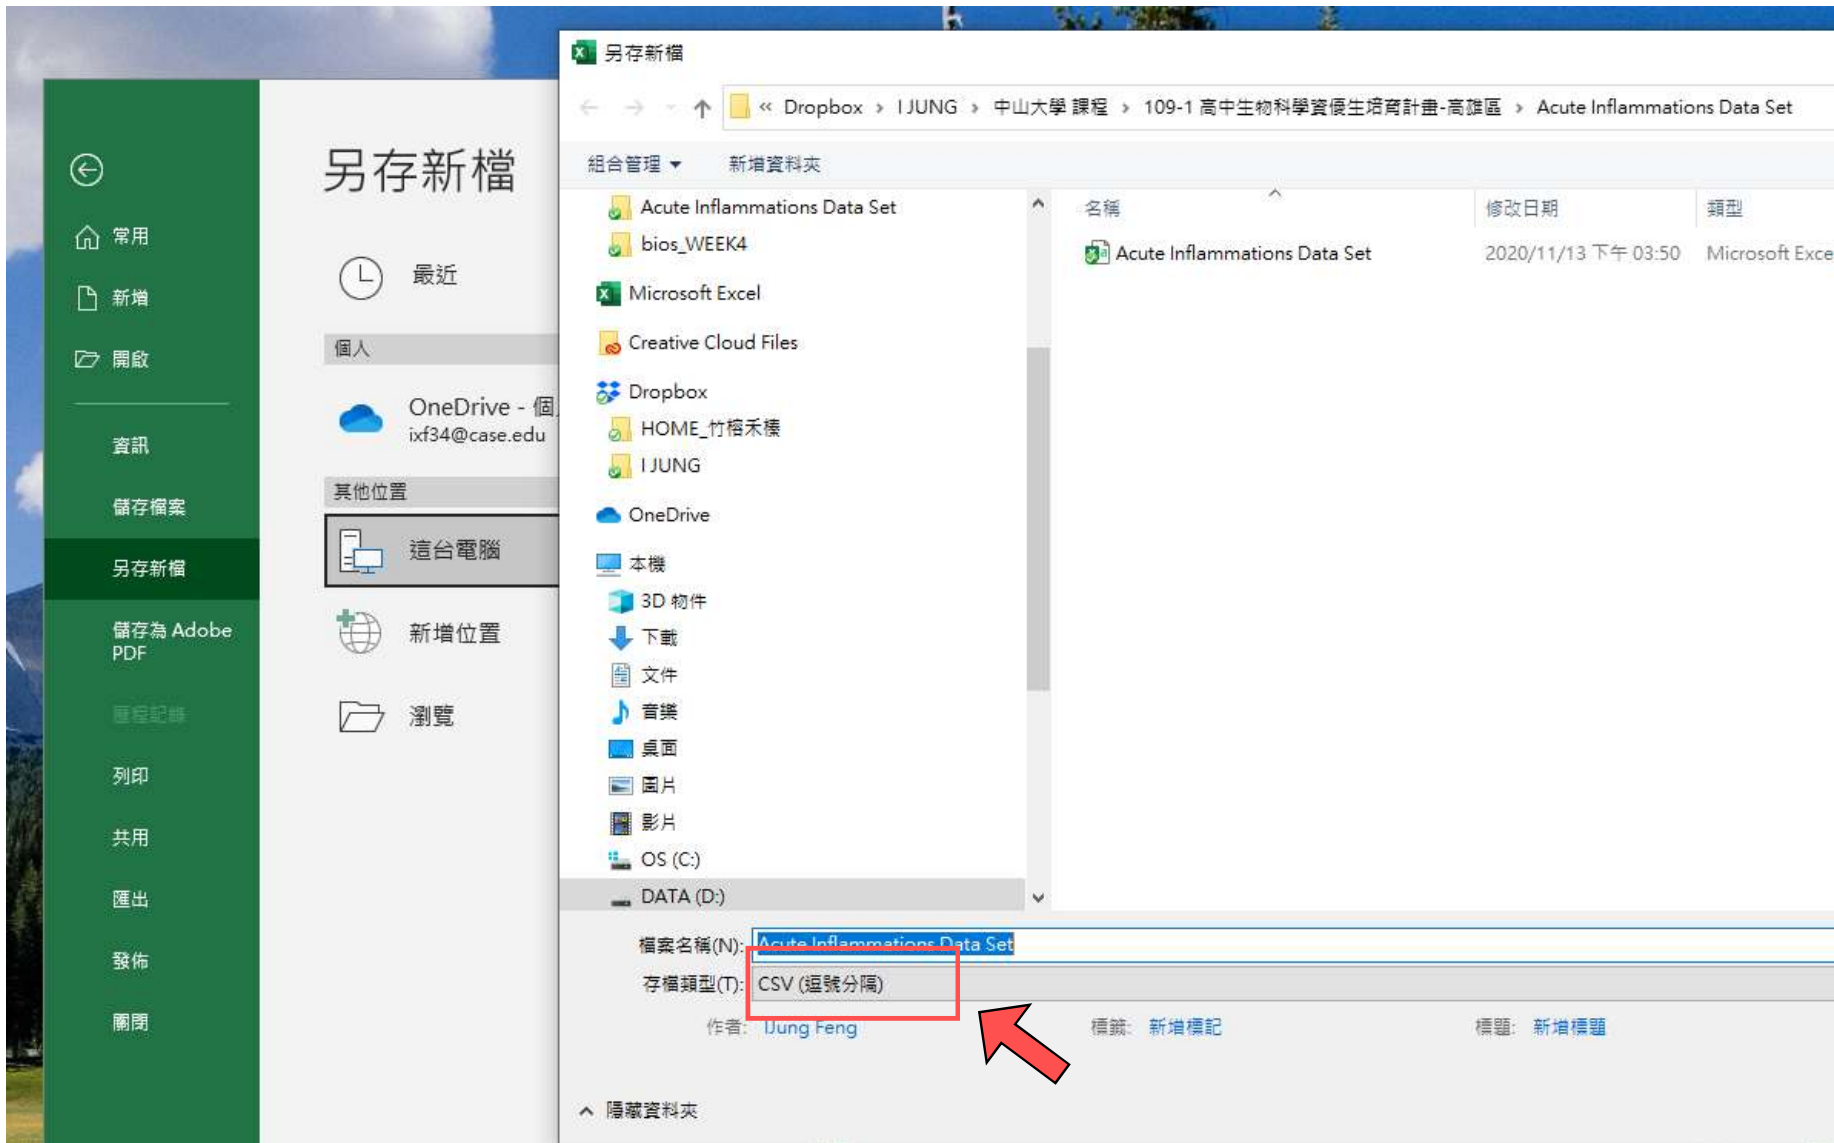 另存新檔
« Dropbox › I JUNG › 中山大學 課程 › 109-1 高中生物科學資優生培育計畫-高雄區 › Acute Inflammations Data Set
組合管理 新增資料夾
常用
新增
開啟
資訊
儲存檔案
另存新檔
儲存為 Adobe
PDF
列印
共用
匯出
發佈
關閉
另存新檔
最近
個人
OneDrive - 個
ixf34@case.edu
其他位置
這台電腦
新增位置
瀏覽
Acute Inflammations Data Set
bios_WEEK4
Microsoft Excel
Creative Cloud Files
Dropbox
HOME_竹榕禾榛
I JUNG
OneDrive
本機
3D 物件
下載
文件
音樂
桌面
圖片
影片
OS (C:)
DATA (D:)
名稱 修改日期 類型
Acute Inflammations Data Set 2020/11/13 下午 03:50 Microsoft Exce
檔案名稱(N): Acute Inflammations Data Set
存檔類型(T): CSV (逗號分隔)
作者: IJung Feng 標籤: 新增標記 標題: 新增標題
隱藏資料夾